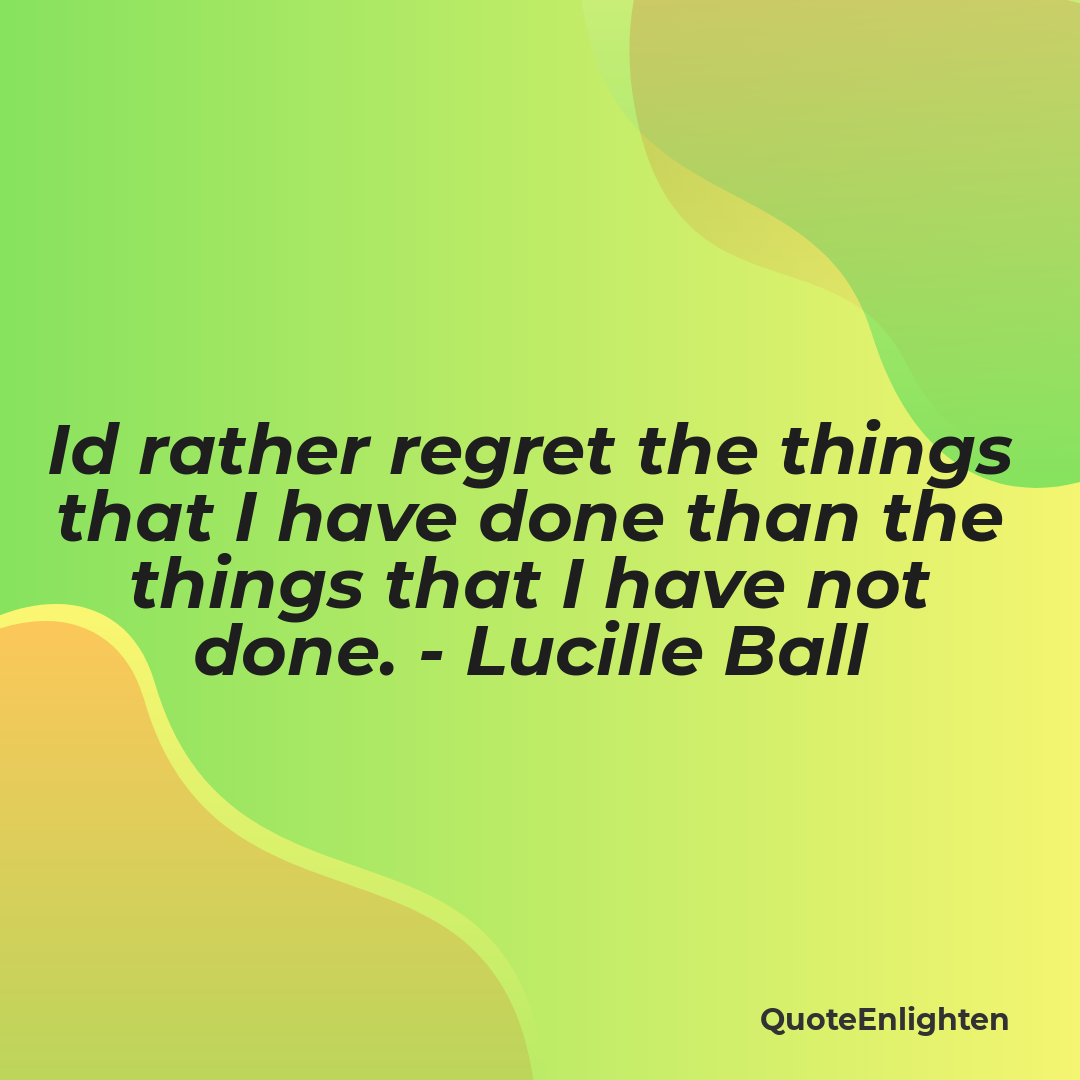 Id rather regret the things
that I have done than the
things that I have not
done. - Lucille Ball
QuoteEnlighten